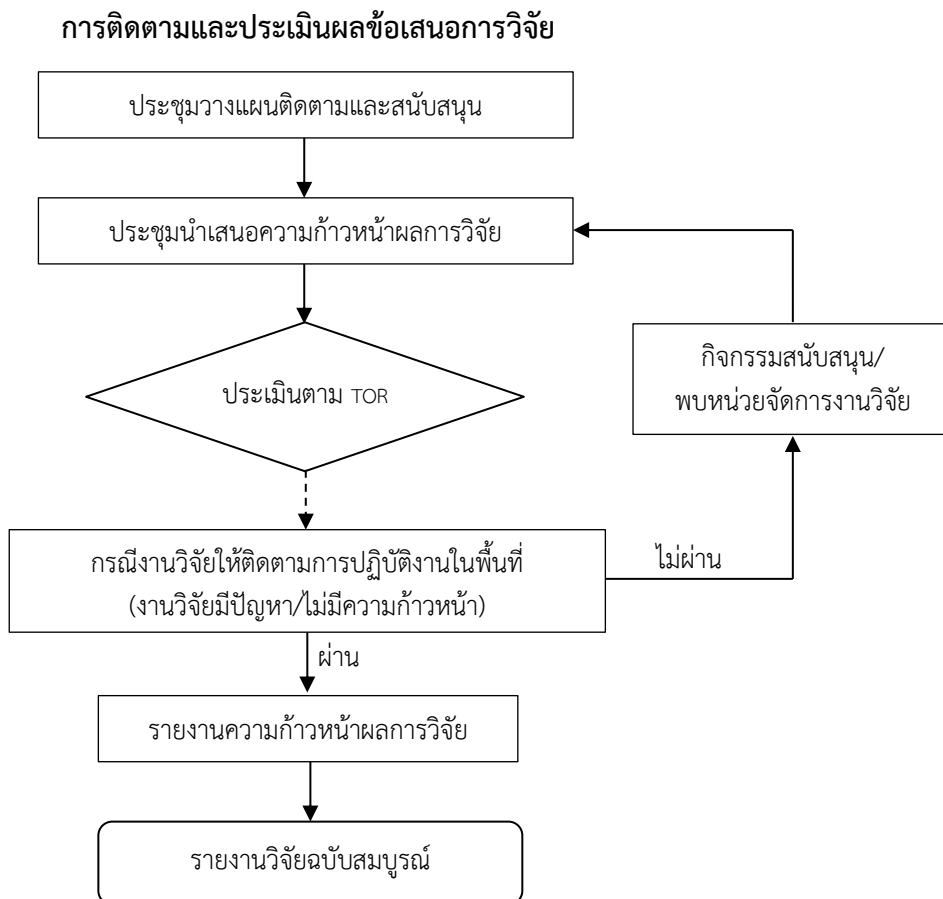 การติดตามและประเมินผลข้อเสนอการวิจัย
ประชุมวางแผนติดตามและสนับสนุน
ประชุมนำเสนอความก้าวหน้าผลการวิจัย
ประเมินตาม TOR
กิจกรรมสนับสนุน/
พบหน่วยจัดการงานวิจัย
กรณีงานวิจัยให้ติดตามการปฏิบัติงานในพื้นที่
(งานวิจัยมีปัญหา/ไม่มีความก้าวหน้า)
ไม่ผ่าน
ผ่าน
รายงานความก้าวหน้าผลการวิจัย
รายงานวิจัยฉบับสมบูรณ์